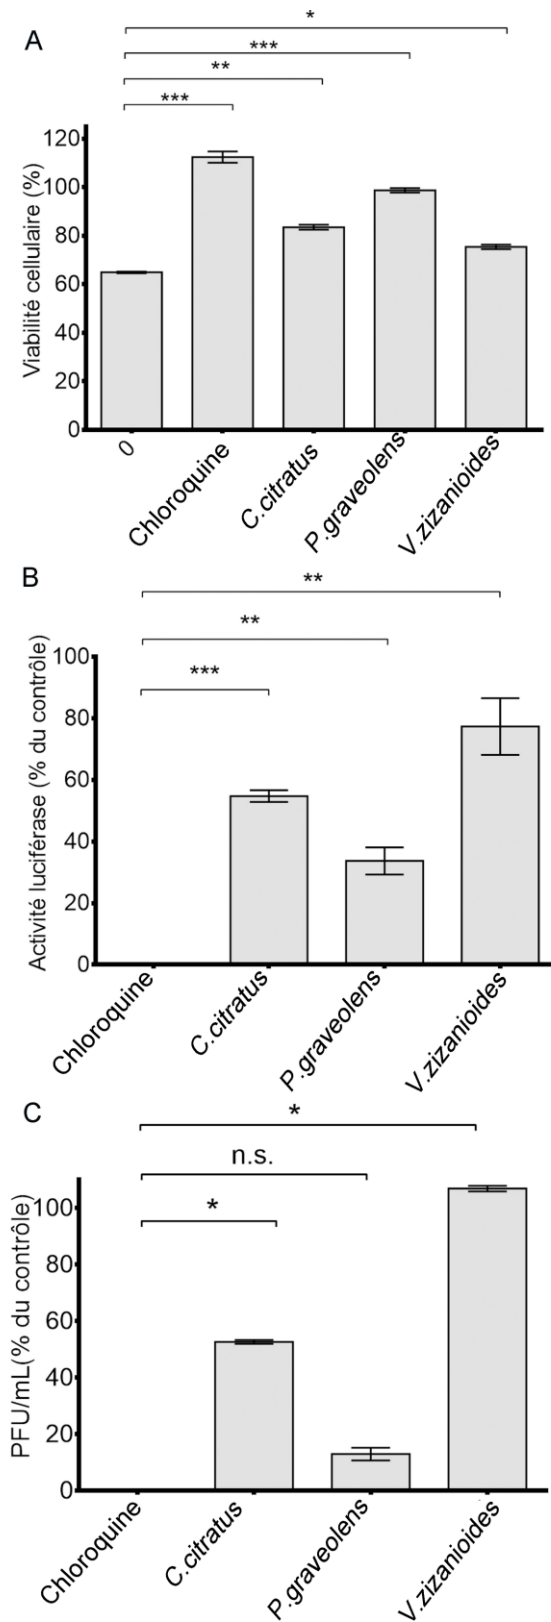 A
*
***
**
***
120
100
80
60
40
20
0
Viabilité cellulaire (%)
0
Chloroquine
C.citratus
P.graveolens
V.zizanioides
B
**
**
***
100
80
60
40
20
0
Activité luciférase (% du contrôle)
Chloroquine
C.citratus
P.graveolens
V.zizanioides
C
*
n.s.
*
100
80
60
40
20
0
PFU/mL(% du contrôle)
Chloroquine
C.citratus
P.graveolens
V.zizanioides